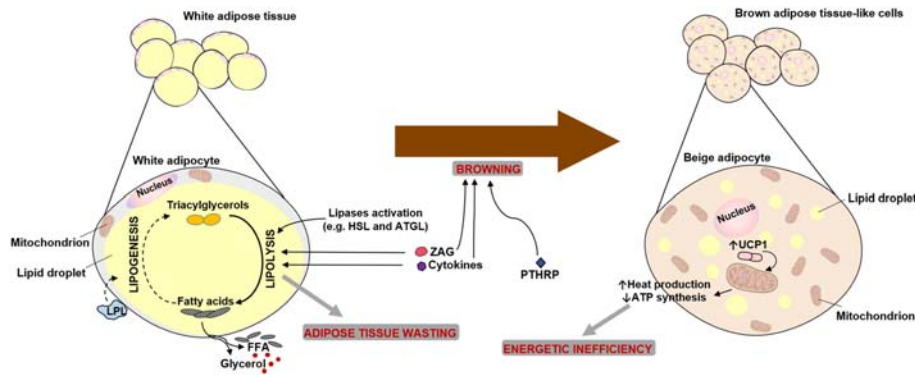 White adipose tissue
Brown adipose tissue-like cells
BROWNING
White adipocyte
Nucleus
Triacylglycerols
Mitochondrion
Lipid droplet
LIPOGENESIS
LIPOLYSIS
Lipases activation
(e.g. HSL and ATGL)
ZAG
Cytokines
PTHRP
LPL
Fatty acids
FFA
Glycerol
ADIPOSE TISSUE WASTING
Beige adipocyte
Nucleus
Lipid droplet
↑UCP1
↑Heat production
↓ATP synthesis
Mitochondrion
ENERGETIC INEFFICIENCY